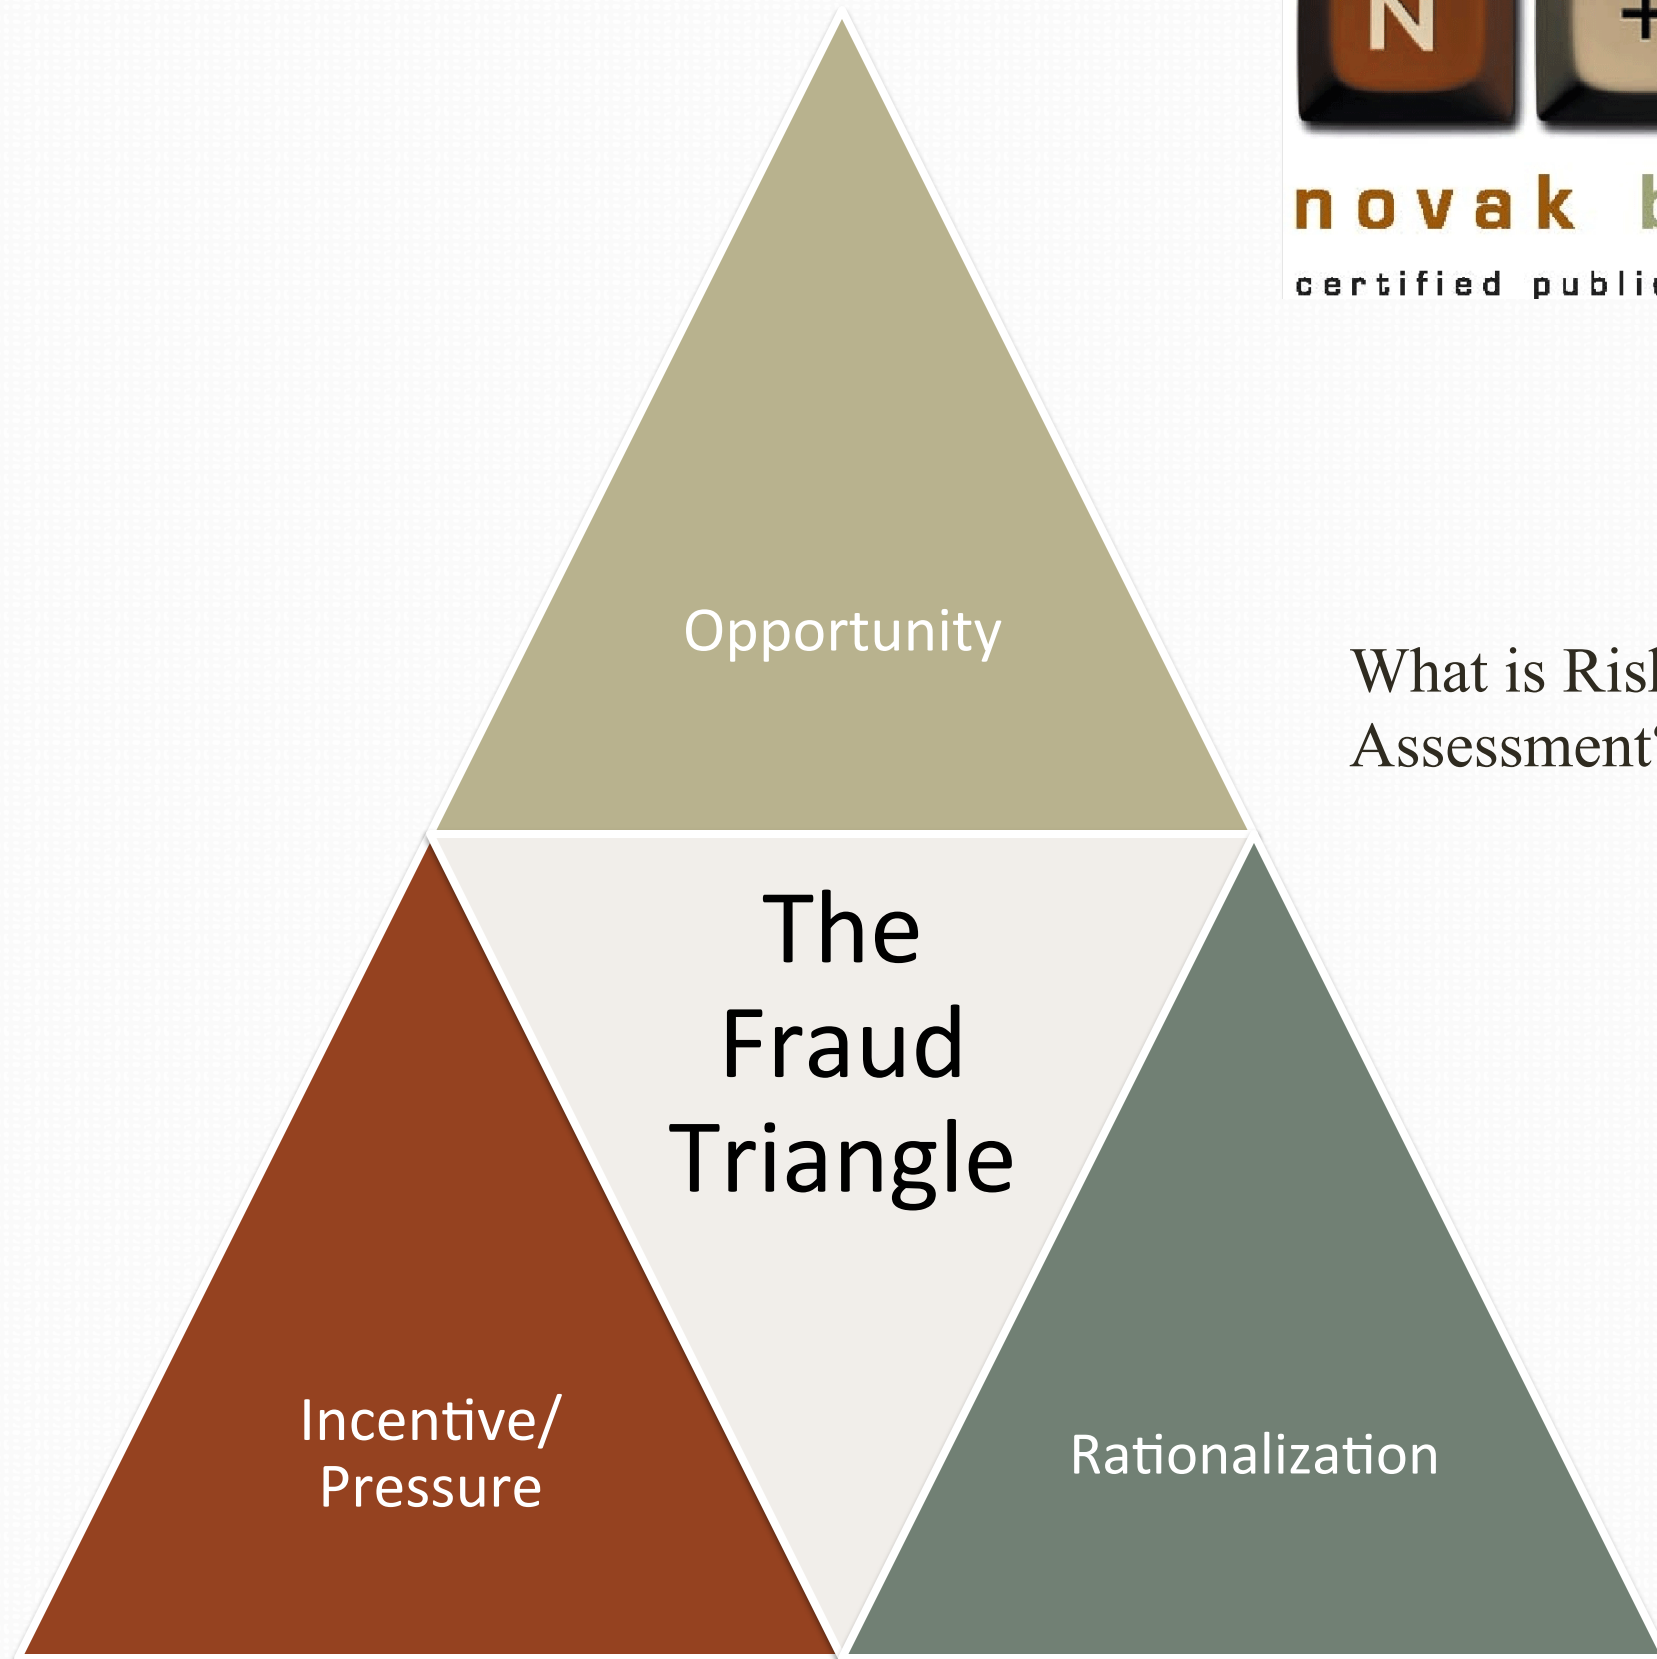 N +
novak
certified
Opportunity
What is
Assessment
The
Fraud
Triangle
Incentive/
Pressure
Rationalization